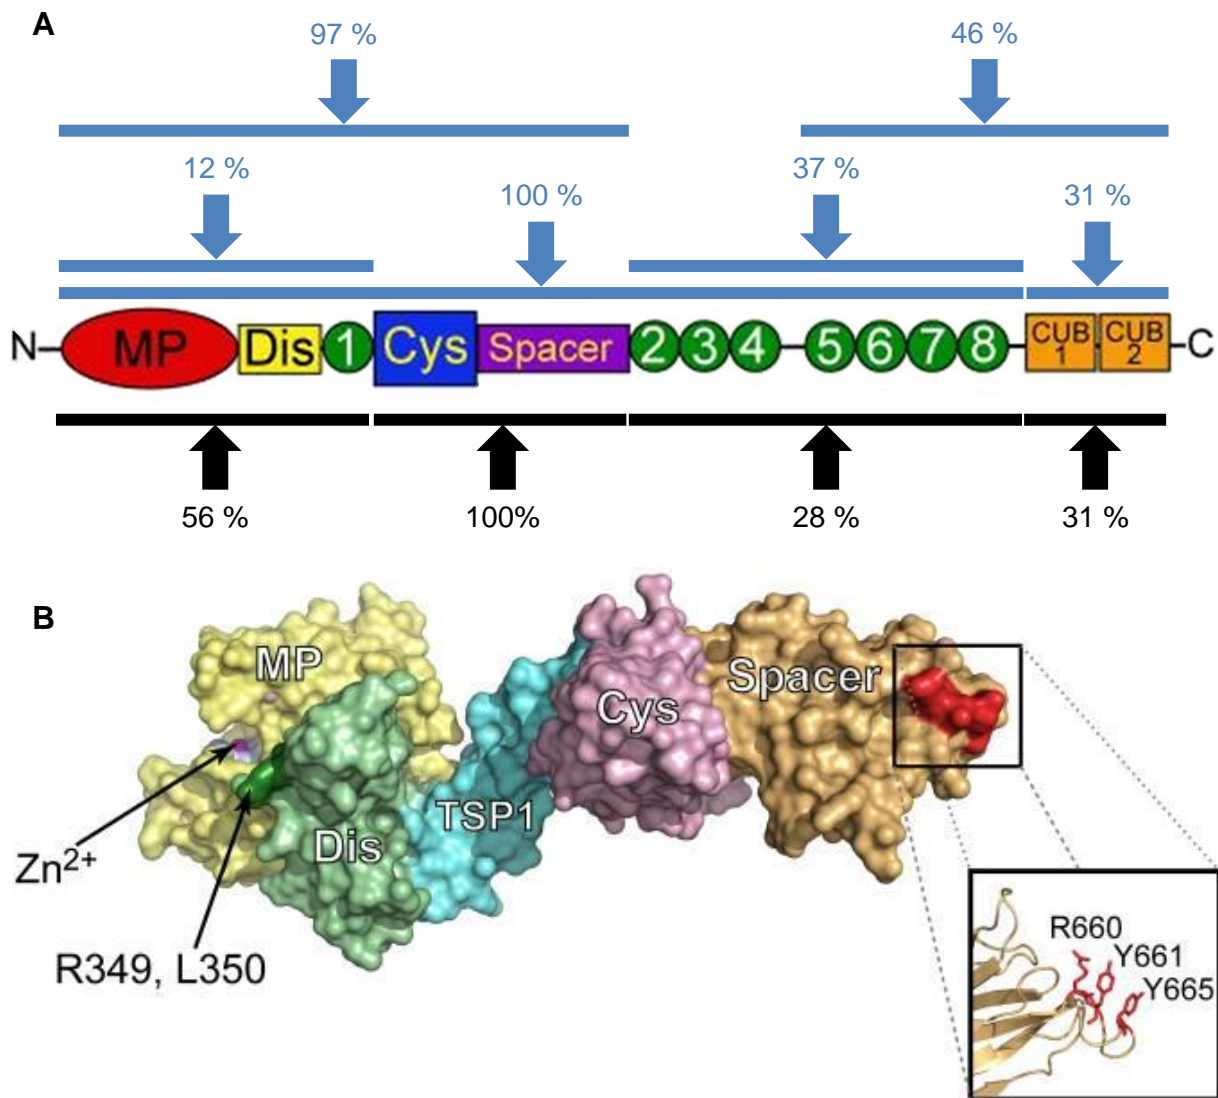 A
97 %
46 %
12 %
37 %
100 %
31 %
N
MP
Dis
1
Cys
Spacer
2
3
4
5
6
7
8
CUB
1
CUB
2
C
56 %
100%
28 %
31 %
B
MP
Spacer
Cys
TSP1
Dis
Zn2+
R349, L350
R660
Y661
Y665